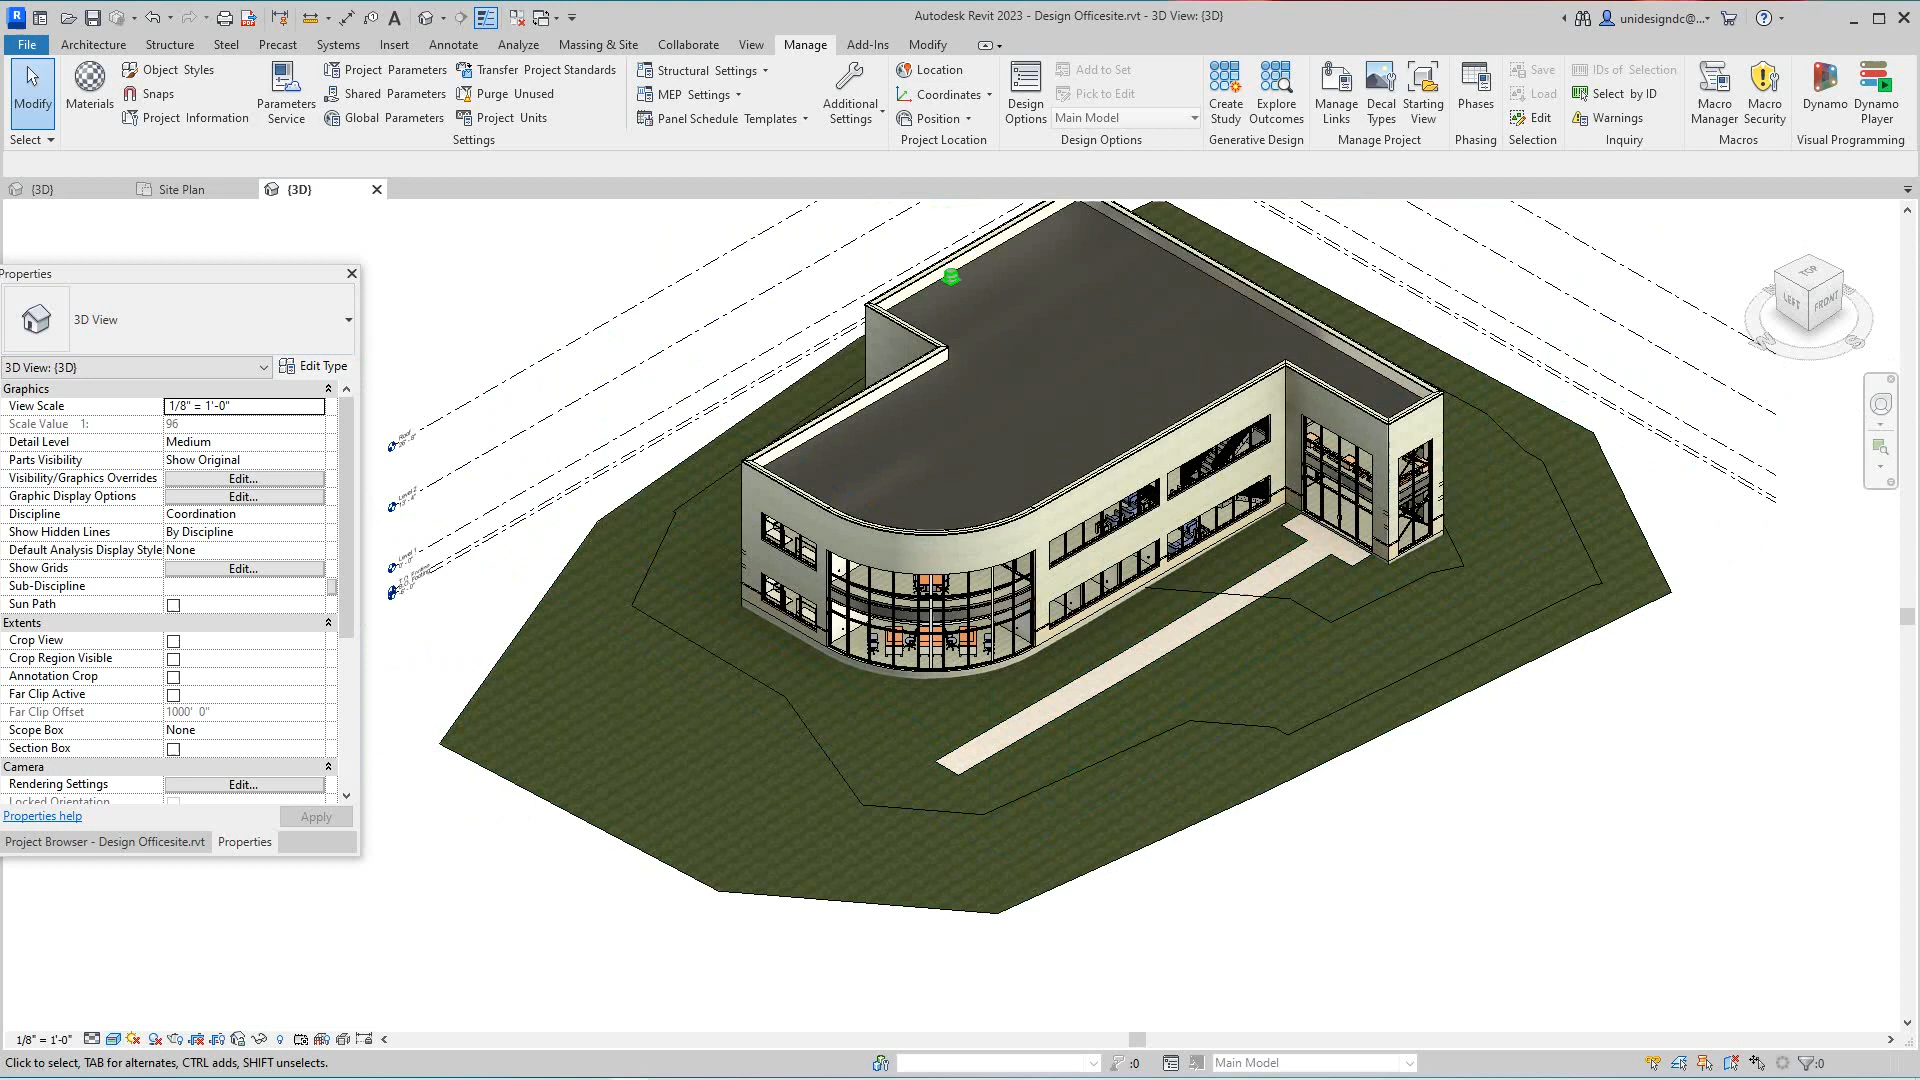 Autodesk Revit 2023 - Design Officesite.rvt - 3D View: {3D}
unidesigndc@...
File Architecture Structure Steel Precast Systems Insert Annotate Analyze Massing & Site Collaborate View Manage Add-Ins Modify
Modify
Select
Materials
Object Styles
Snaps
Project Information
Parameters Service
Project Parameters
Shared Parameters
Global Parameters
Transfer Project Standards
Purge Unused
Project Units
Settings
Structural Settings
MEP Settings
Panel Schedule Templates
Additional Settings
Location
Coordinates
Position
Project Location
Design Options
Add to Set
Pick to Edit
Main Model
Design Options
Create Study
Explore Outcomes
Generative Design
Manage Links
Decal Types
Starting View
Manage Project
Phases
Phasing
Save
Load
Edit
Selection
IDs of Selection
Select by ID
Warnings
Inquiry
Macro Manager
Macro Security
Macros
Dynamo
Dynamo Player
Visual Programming
{3D}
Site Plan
{3D}
Properties
3D View
3D View: {3D}
Edit Type
Graphics
View Scale 1/8" = 1'-0"
Scale Value 1: 96
Detail Level Medium
Parts Visibility Show Original
Visibility/Graphics Overrides Edit...
Graphic Display Options Edit...
Discipline Coordination
Show Hidden Lines By Discipline
Default Analysis Display Style None
Show Grids Edit...
Sub-Discipline
Sun Path
Extents
Crop View
Crop Region Visible
Annotation Crop
Far Clip Active
Far Clip Offset 1000' 0"
Scope Box None
Section Box
Camera
Rendering Settings Edit...
Locked Orientation
Properties help
Apply
Project Browser - Design Officesite.rvt
Properties
Roof
Level 2
Level 1
TOP
LEFT
FRONT
1/8" = 1'-0"
Click to select, TAB for alternates, CTRL adds, SHIFT unselects.
:0
Main Model
:0